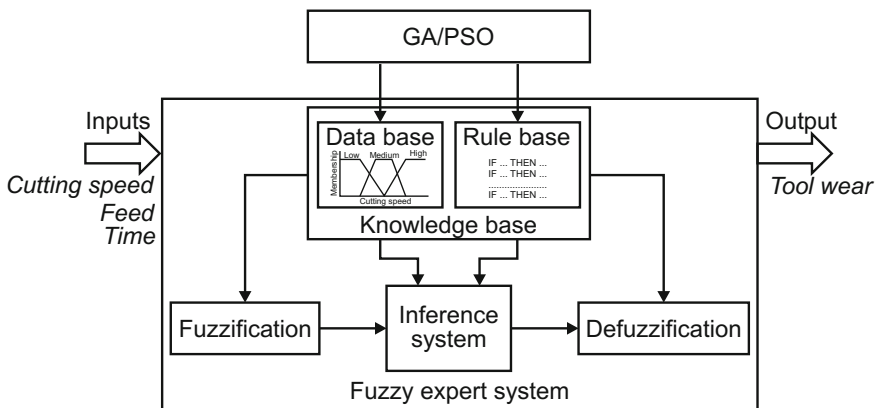 GA/PSO
Inputs
Cutting speed
Feed
Time
Data base
Membership
Low Medium High
Cutting speed
Rule base
IF ... THEN ...
IF ... THEN ...
......................
IF ... THEN ...
Knowledge base
Output
Tool wear
Fuzzification
Inference
system
Defuzzification
Fuzzy expert system